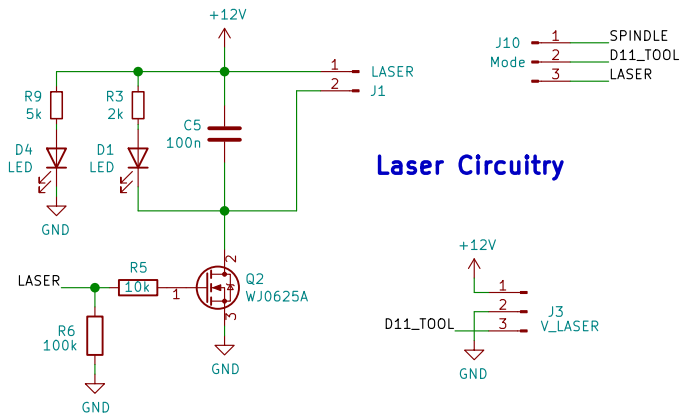 +12V
R9
5k
R3
2k
D4
LED
D1
LED
C5
100n
1
2
LASER
J1
GND
J10
Mode
1
2
3
SPINDLE
D11_TOOL
LASER
Laser Circuitry
LASER
R5
10k
1
2
3
Q2
WJ0625A
R6
100k
GND
GND
+12V
1
2
3
J3
V_LASER
D11_TOOL
GND